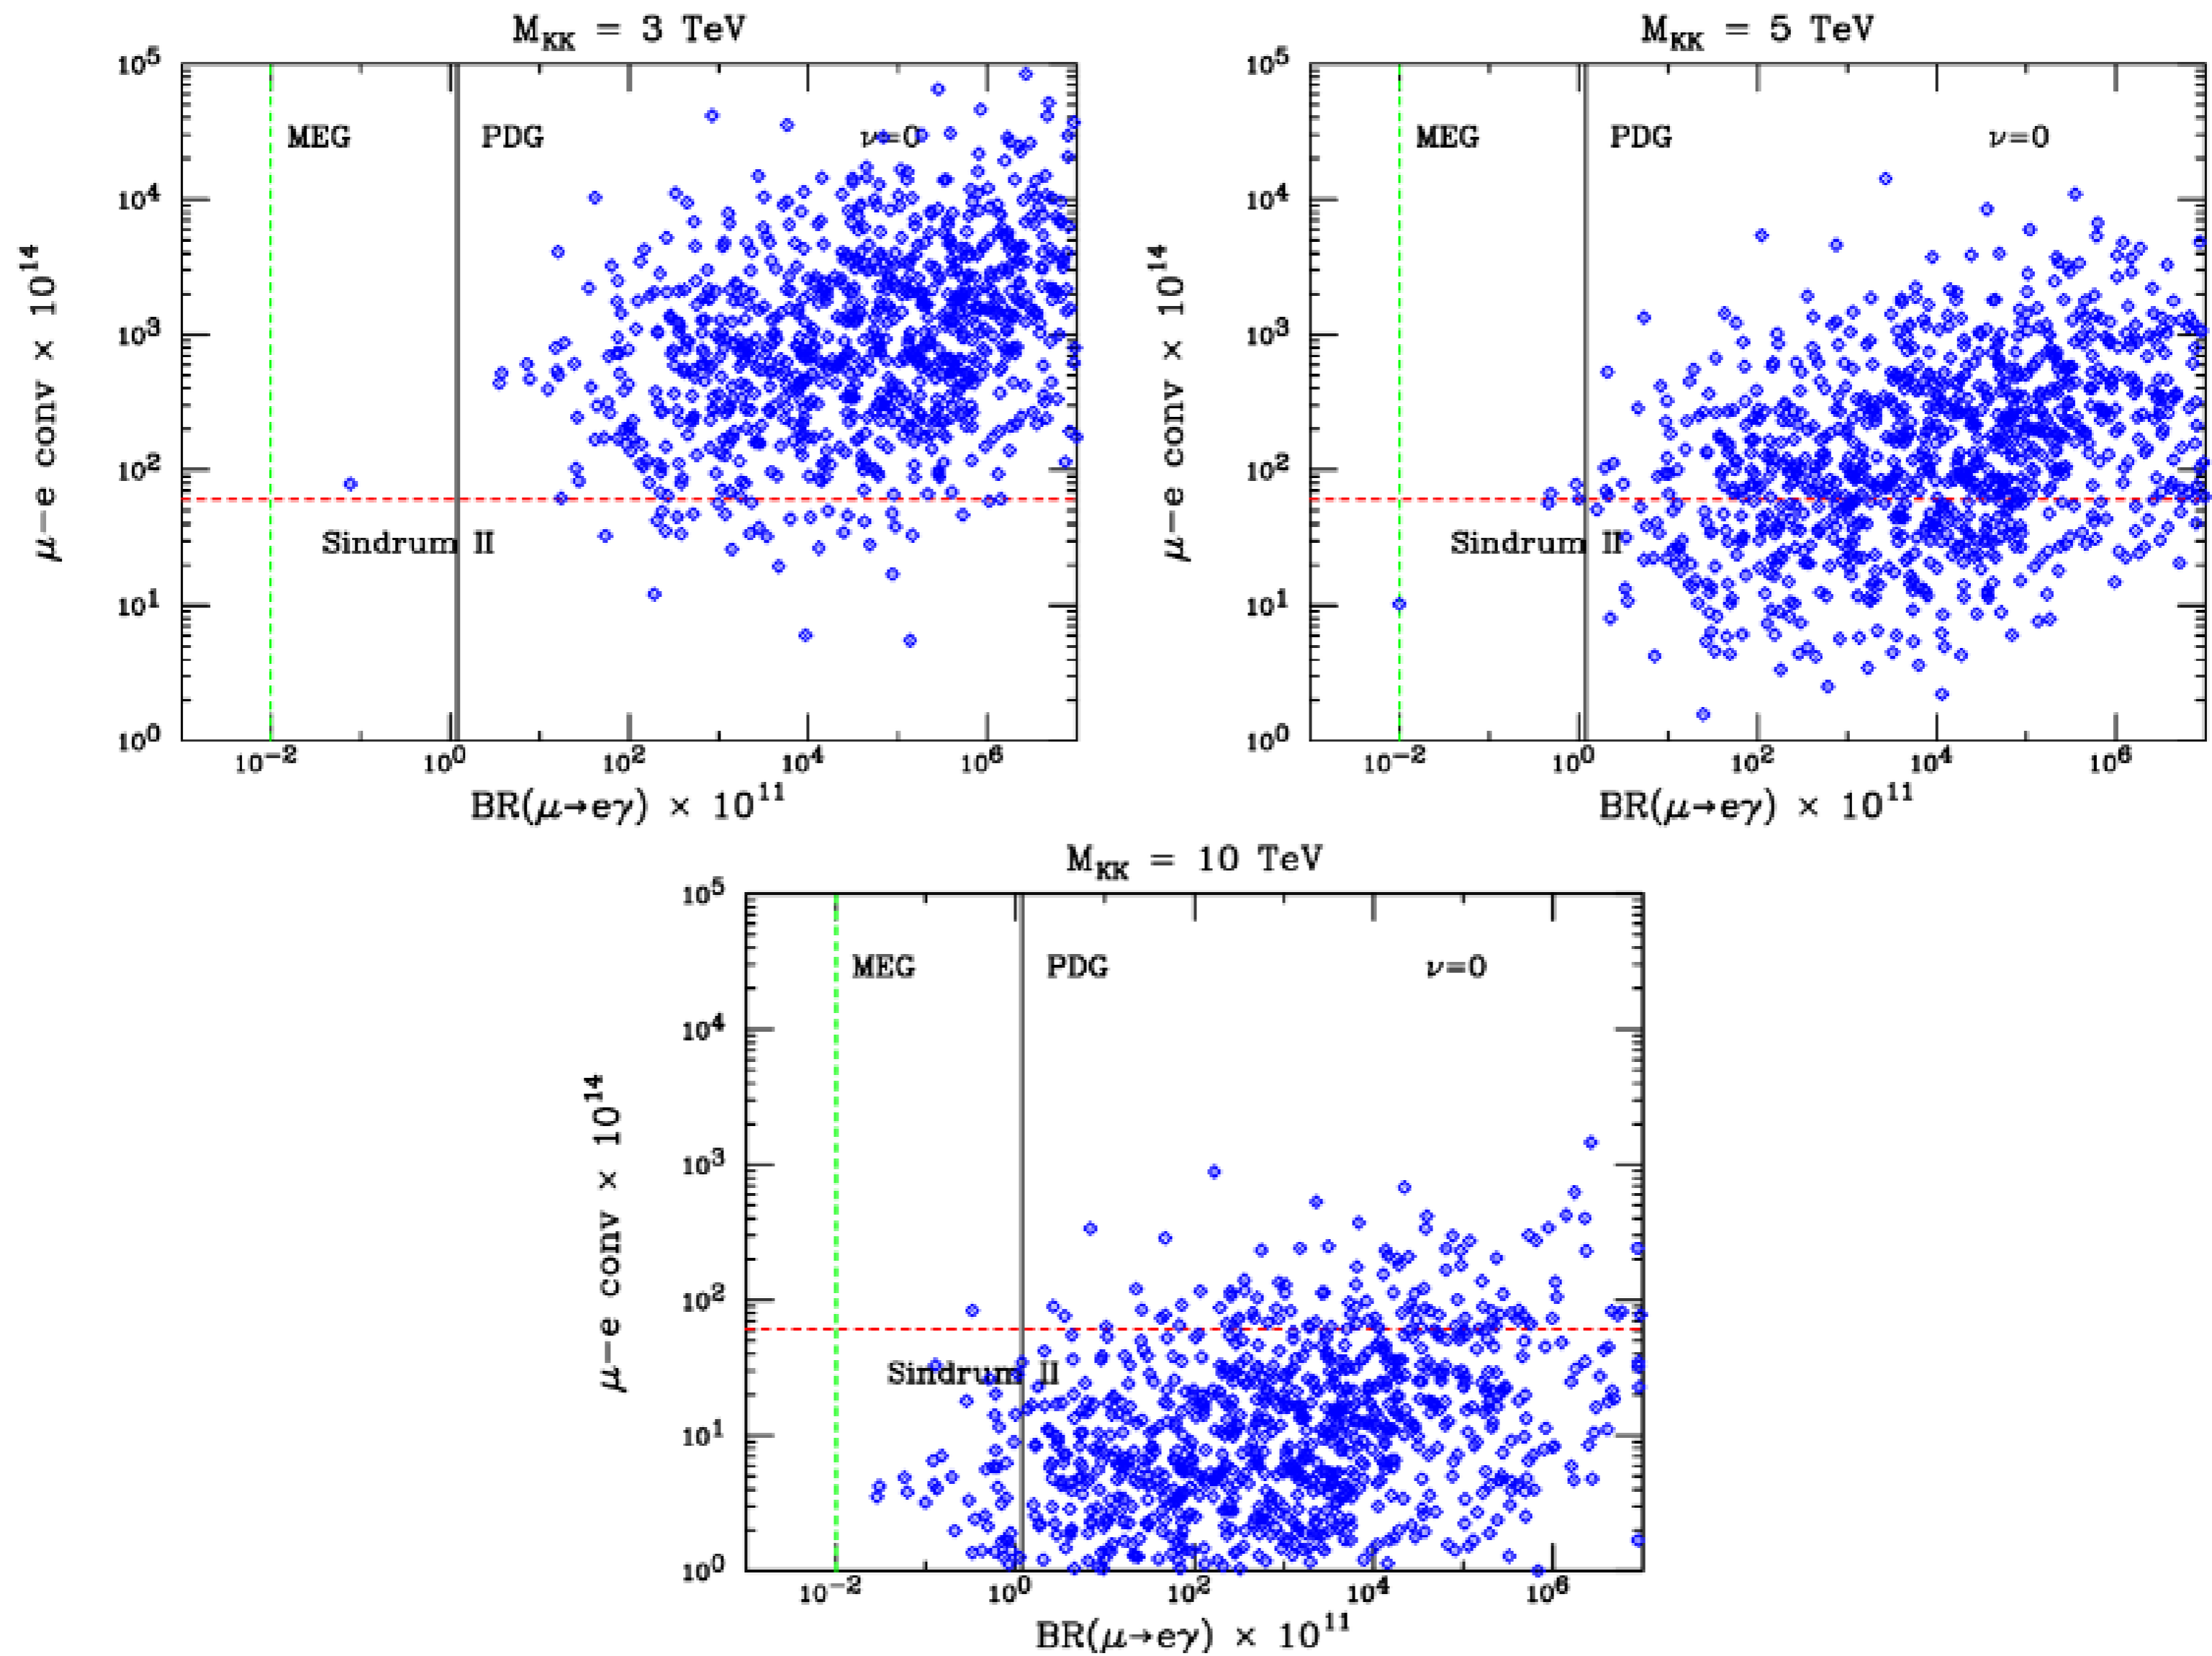 M_KK = 3 TeV
10^5
10^4
10^3
10^2
10^1
10^0
μ−e conv × 10^14
MEG
PDG
ν=0
Sindrum II
10^−2
10^0
10^2
10^4
10^6
BR(μ→eγ) × 10^11
M_KK = 5 TeV
10^5
10^4
10^3
10^2
10^1
10^0
μ−e conv × 10^14
MEG
PDG
ν=0
Sindrum II
10^−2
10^0
10^2
10^4
10^6
BR(μ→eγ) × 10^11
M_KK = 10 TeV
10^5
10^4
10^3
10^2
10^1
10^0
μ−e conv × 10^14
MEG
PDG
ν=0
Sindrum II
10^−2
10^0
10^2
10^4
10^6
BR(μ→eγ) × 10^11